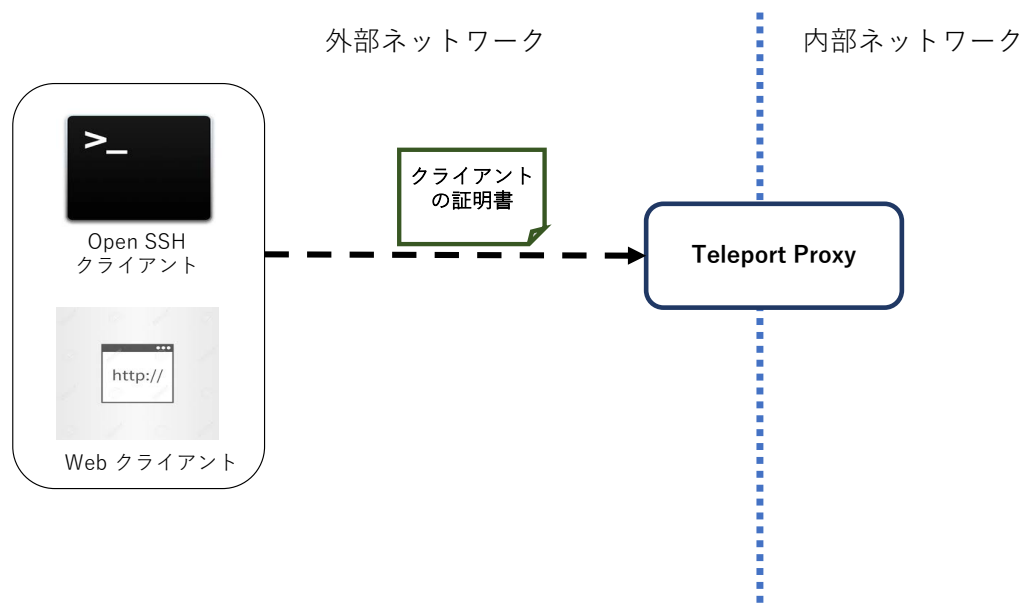 外部ネットワーク
内部ネットワーク
>_
クライアント
の証明書
Open SSH
クライアント
Teleport Proxy
http://
Web クライアント